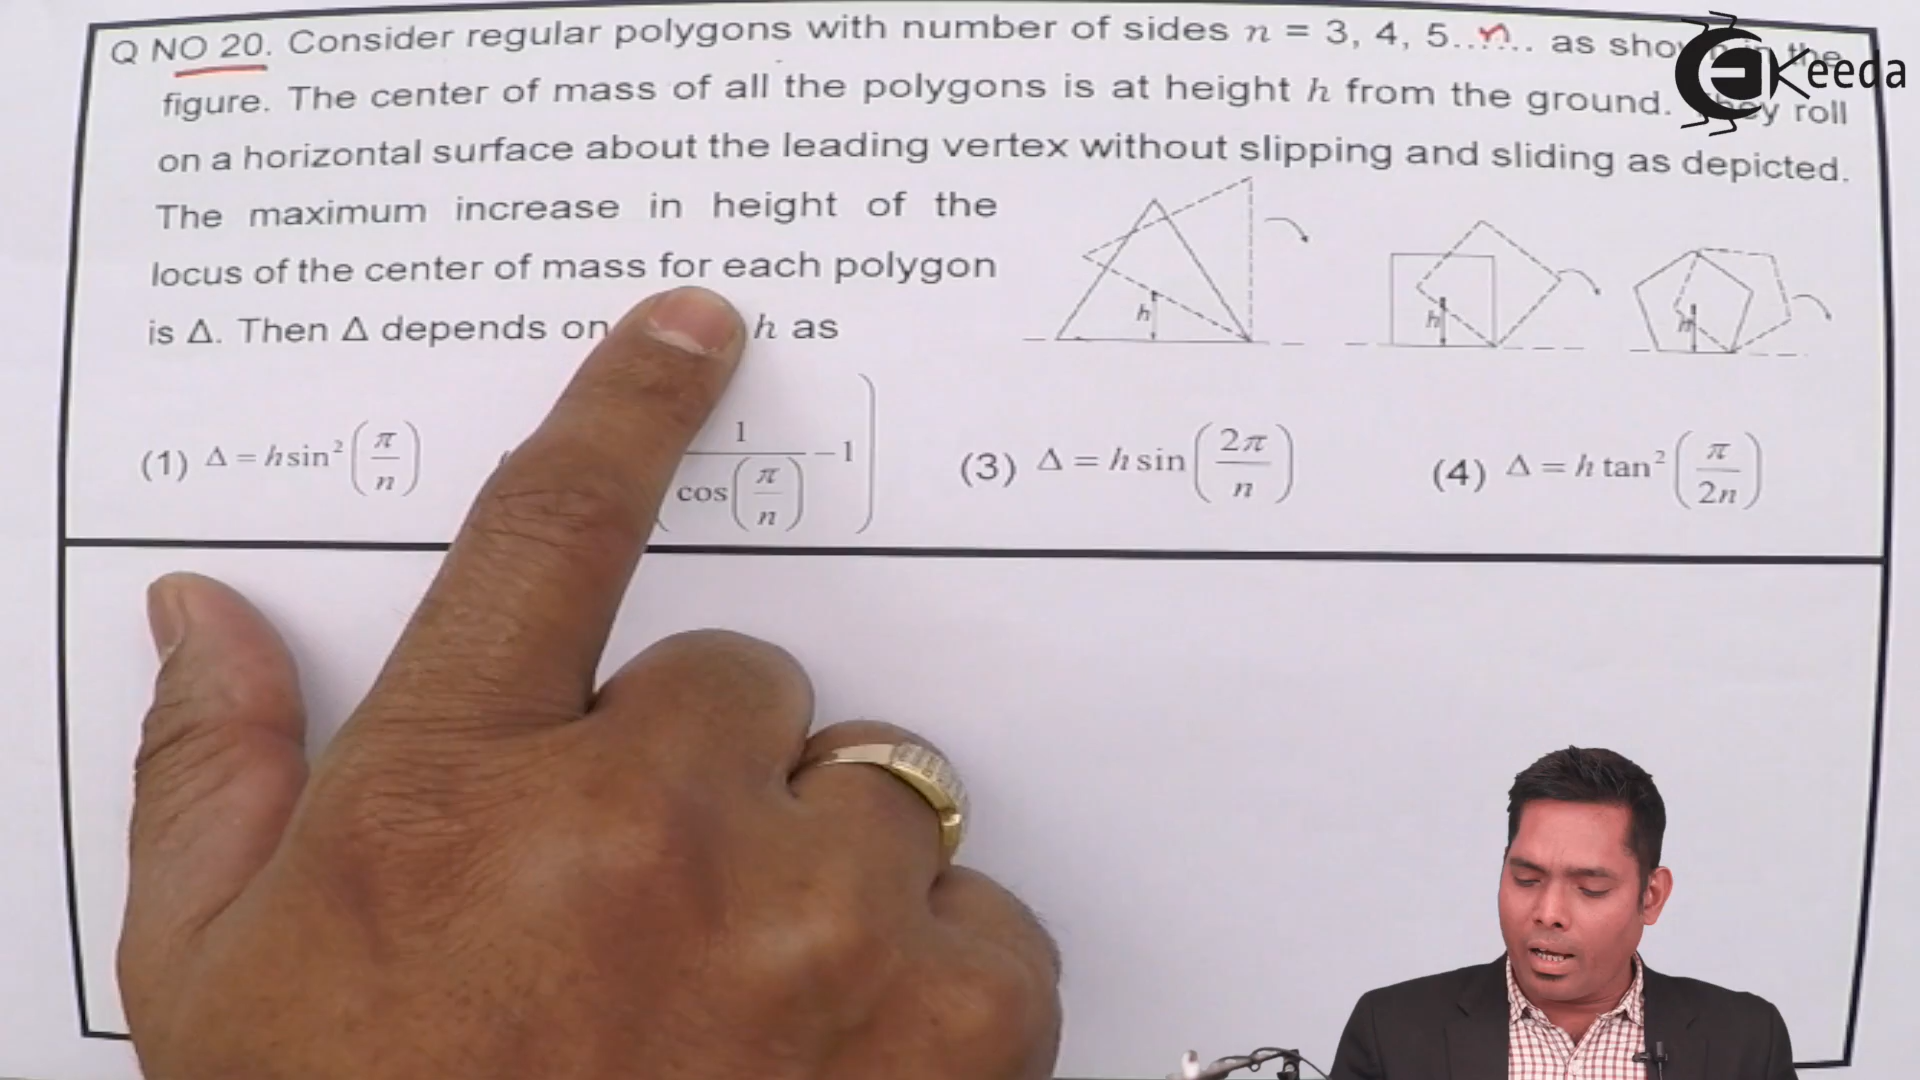 Q NO 20. Consider regular polygons with number of sides n = 3, 4, 5...n... as the
figure. The center of mass of all the polygons is at height h from the ground. roll
on a horizontal surface about the leading vertex without slipping and sliding as depicted.
The maximum increase in height of the
locus of the center of mass for each polygon
is Δ. Then Δ depends on h as
h
h
h
(1) Δ = h sin² (π/n)
1/cos(π/n) − 1)
(3) Δ = h sin (2π/n)
(4) Δ = h tan² (π/2n)
eKeeda